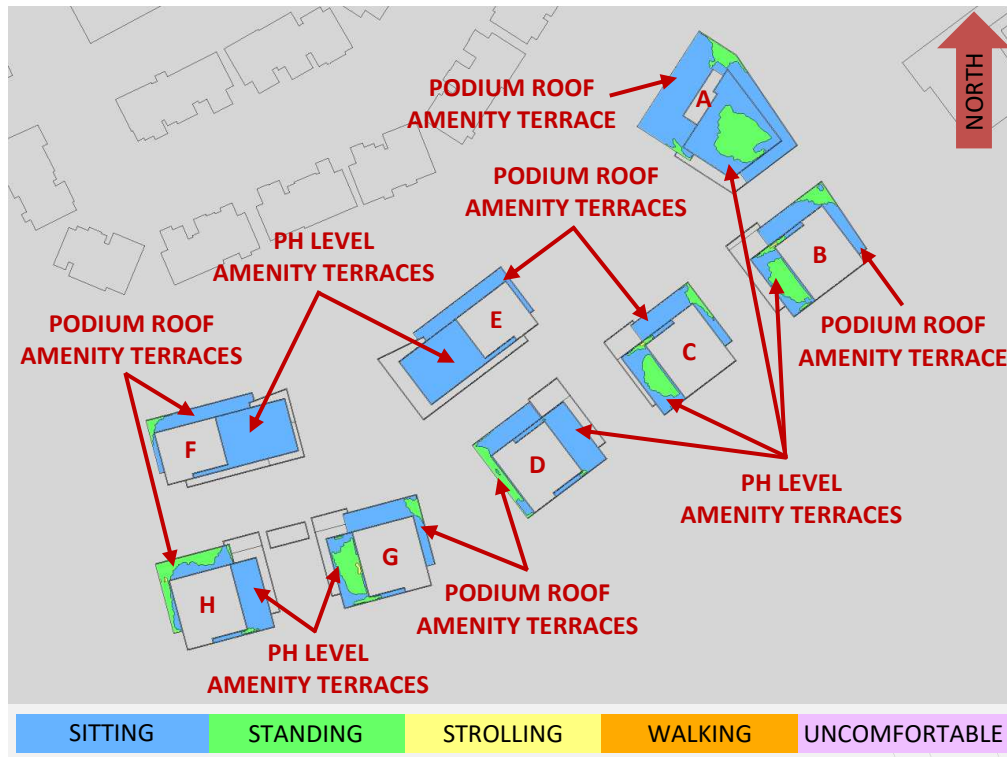 NORTH
PODIUM ROOF
AMENITY TERRACE
A
PODIUM ROOF
AMENITY TERRACES
PH LEVEL
AMENITY TERRACES
B
E
PODIUM ROOF
AMENITY TERRACES
PODIUM ROOF
AMENITY TERRACE
C
F
D
PH LEVEL
AMENITY TERRACES
G
H
PODIUM ROOF
AMENITY TERRACES
PH LEVEL
AMENITY TERRACES
SITTING STANDING STROLLING WALKING UNCOMFORTABLE